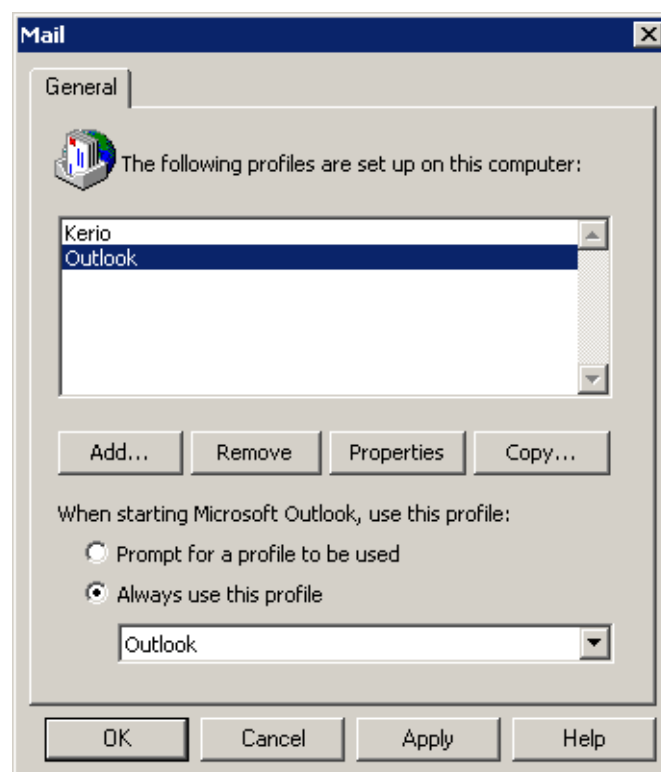 Mail
General
The following profiles are set up on this computer:
Kerio
Outlook
Add... Remove Properties Copy...
When starting Microsoft Outlook, use this profile:
Prompt for a profile to be used
Always use this profile
Outlook
OK Cancel Apply Help